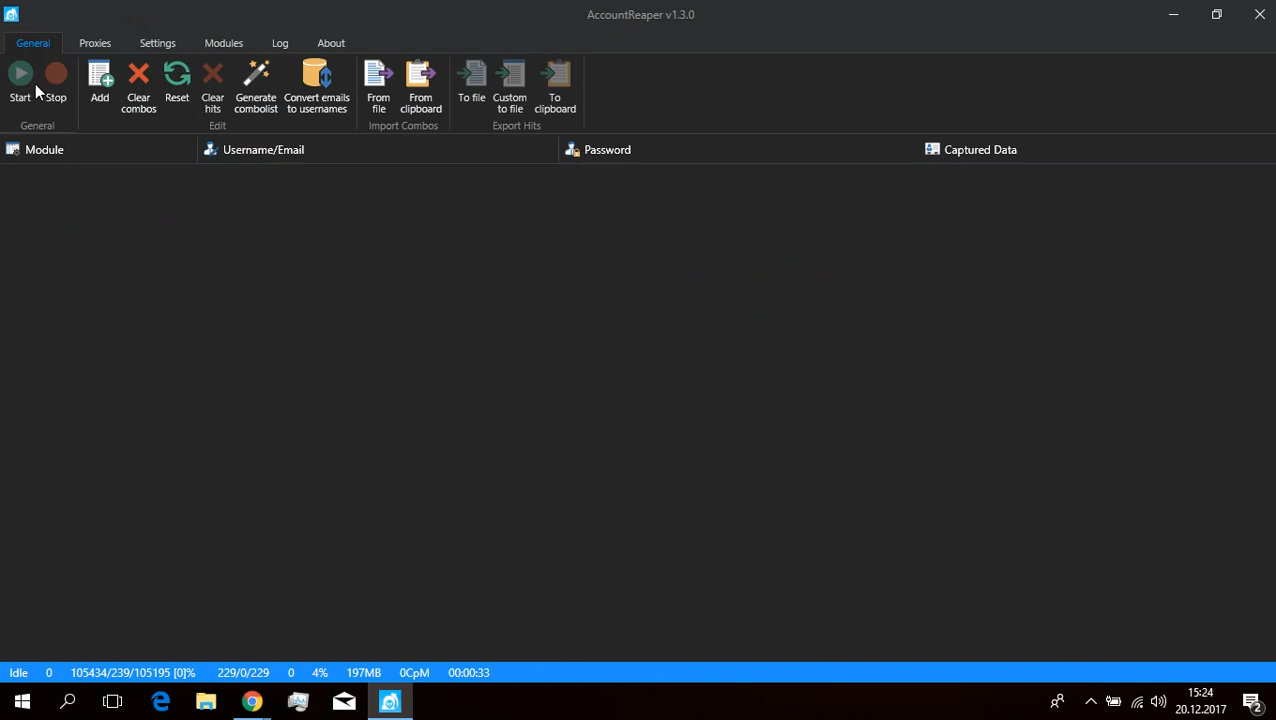 AccountReaper v1.3.0
General Proxies Settings Modules Log About
Start Stop Add Clear combos Reset Clear hits Generate combolist Convert emails to usernames From file From clipboard To file Custom to file To clipboard
General Edit Import Combos Export Hits
Module Username/Email Password Captured Data
Idle 0 105434/239/105195 [0]% 229/0/229 0 4% 197MB 0CpM 00:00:33
15:24
20.12.2017
2